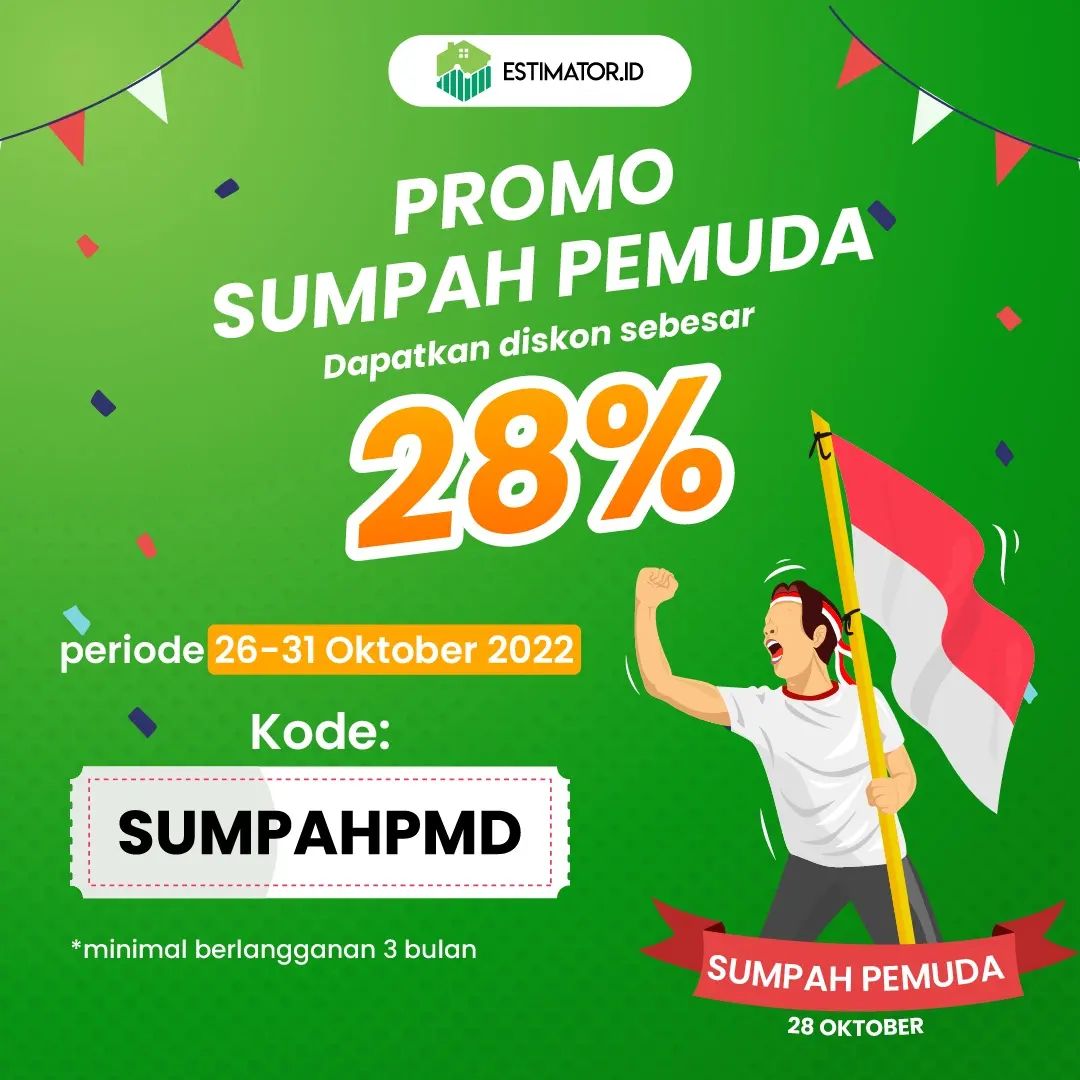 ESTIMATOR.ID
PROMO
SUMPAH PEMUDA
Dapatkan diskon sebesar
28%
periode 26-31 Oktober 2022
Kode:
SUMPAHPMD
*minimal berlangganan 3 bulan
SUMPAH PEMUDA
28 OKTOBER